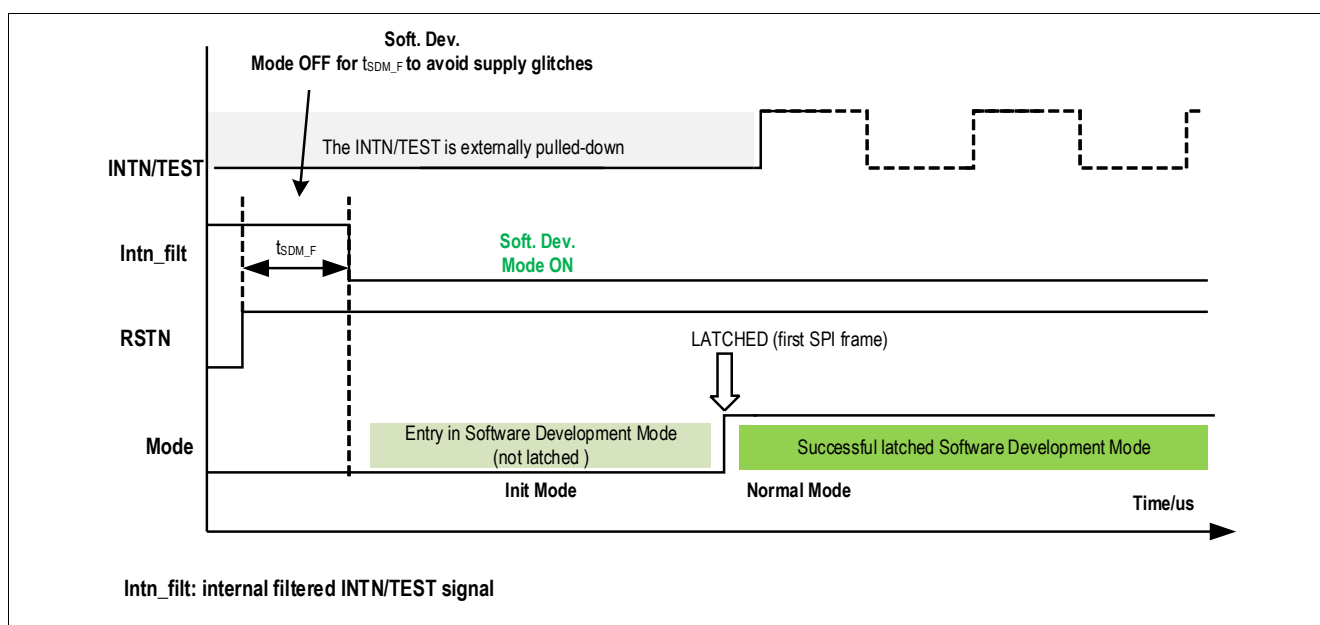 Soft. Dev.
Mode OFF for tSDM_F to avoid supply glitches
The INTN/TEST is externally pulled-down
INTN/TEST
Intn_filt
tSDM_F
Soft. Dev.
Mode ON
RSTN
LATCHED (first SPI frame)
Mode
Entry in Software Development Mode
(not latched )
Successful latched Software Development Mode
Init Mode
Normal Mode
Time/us
Intn_filt: internal filtered INTN/TEST signal